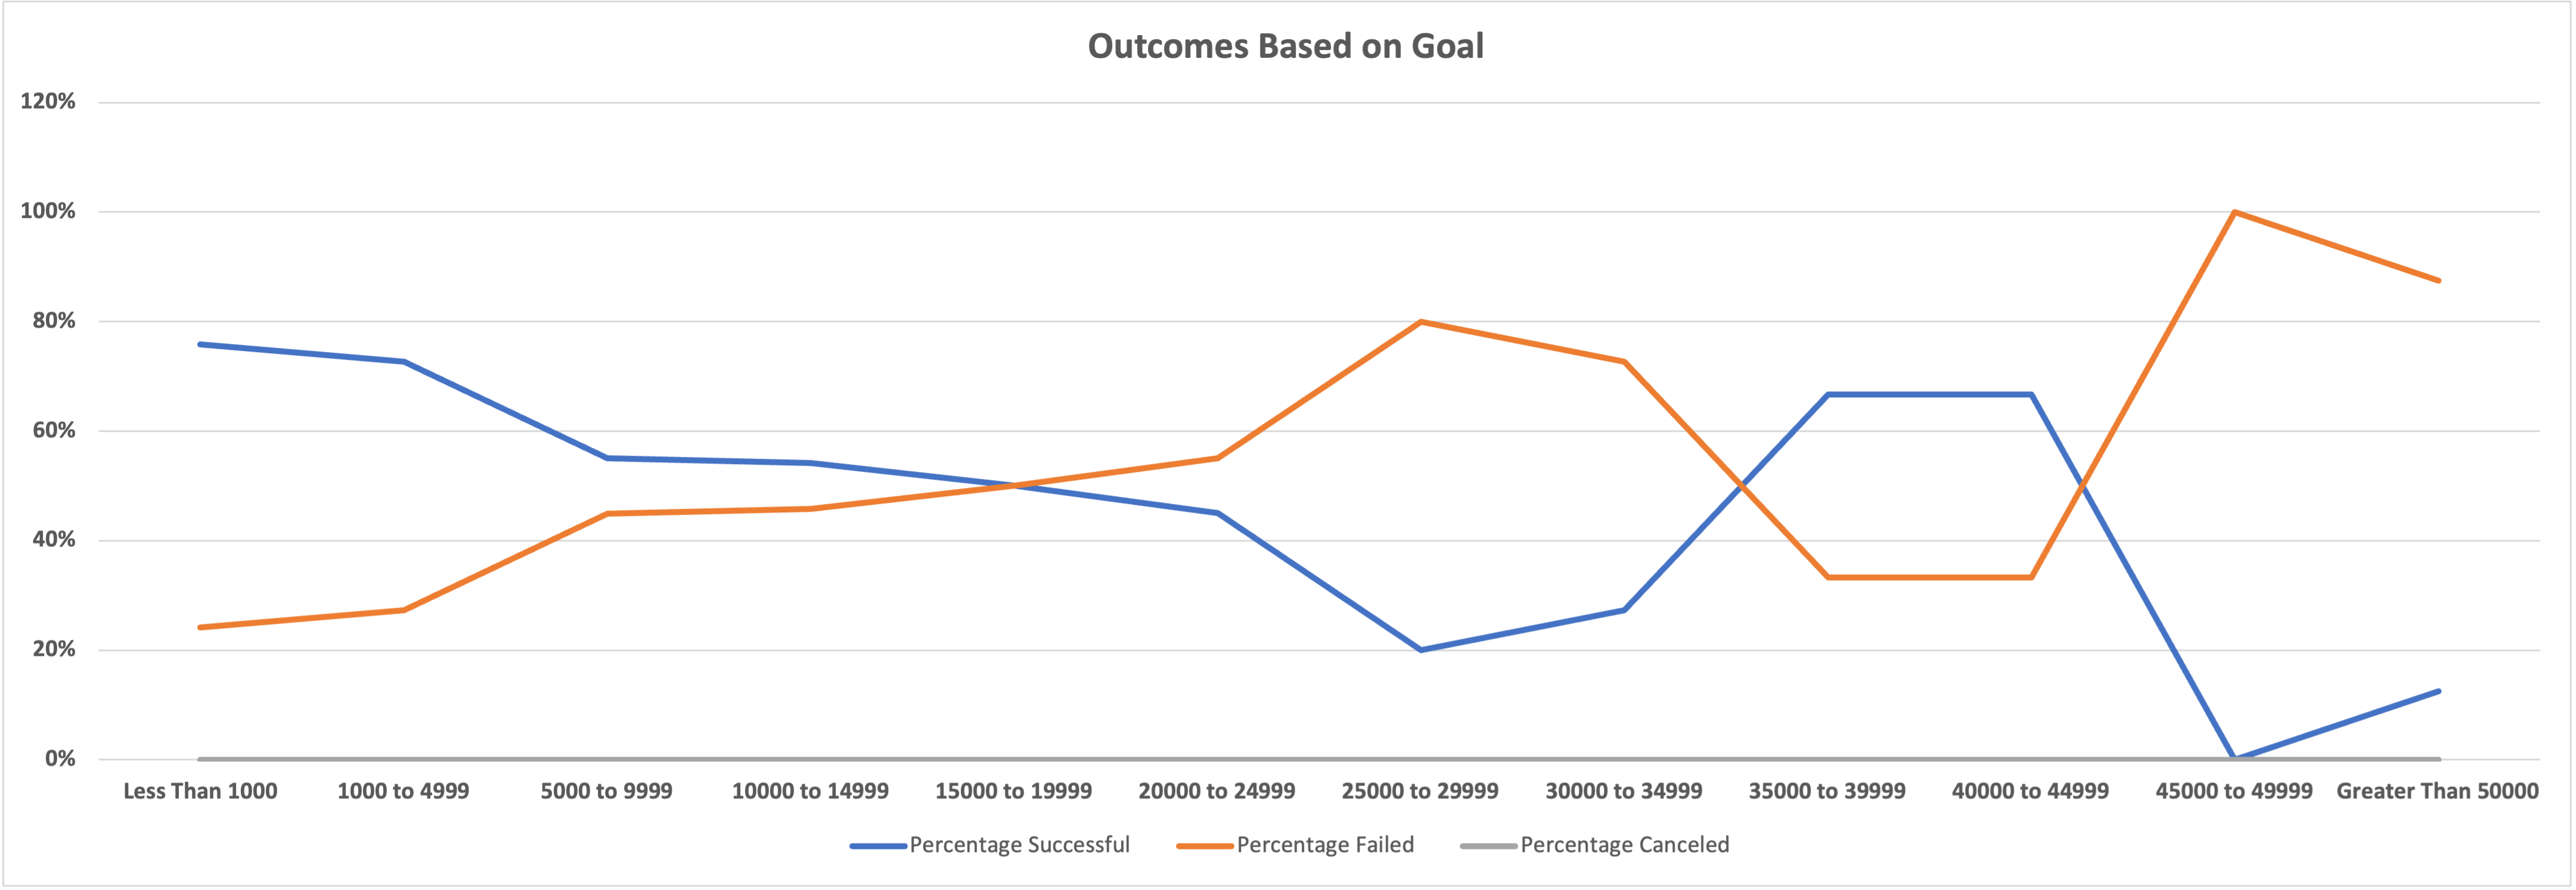 Outcomes Based on Goal
120%
100%
80%
60%
40%
20%
0%
Less Than 1000 1000 to 4999 5000 to 9999 10000 to 14999 15000 to 19999 20000 to 24999 25000 to 29999 30000 to 34999 35000 to 39999 40000 to 44999 45000 to 49999 Greater Than 50000
Percentage Successful Percentage Failed Percentage Canceled